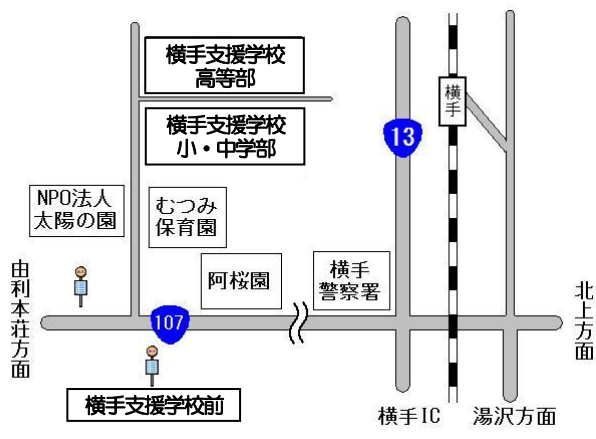 横手支援学校
高等部
横手支援学校
小・中学部
横手
13
NPO法人
太陽の園
むつみ
保育園
阿桜園
横手
警察署
由利本荘方面
107
北上方面
横手支援学校前
横手IC
湯沢方面